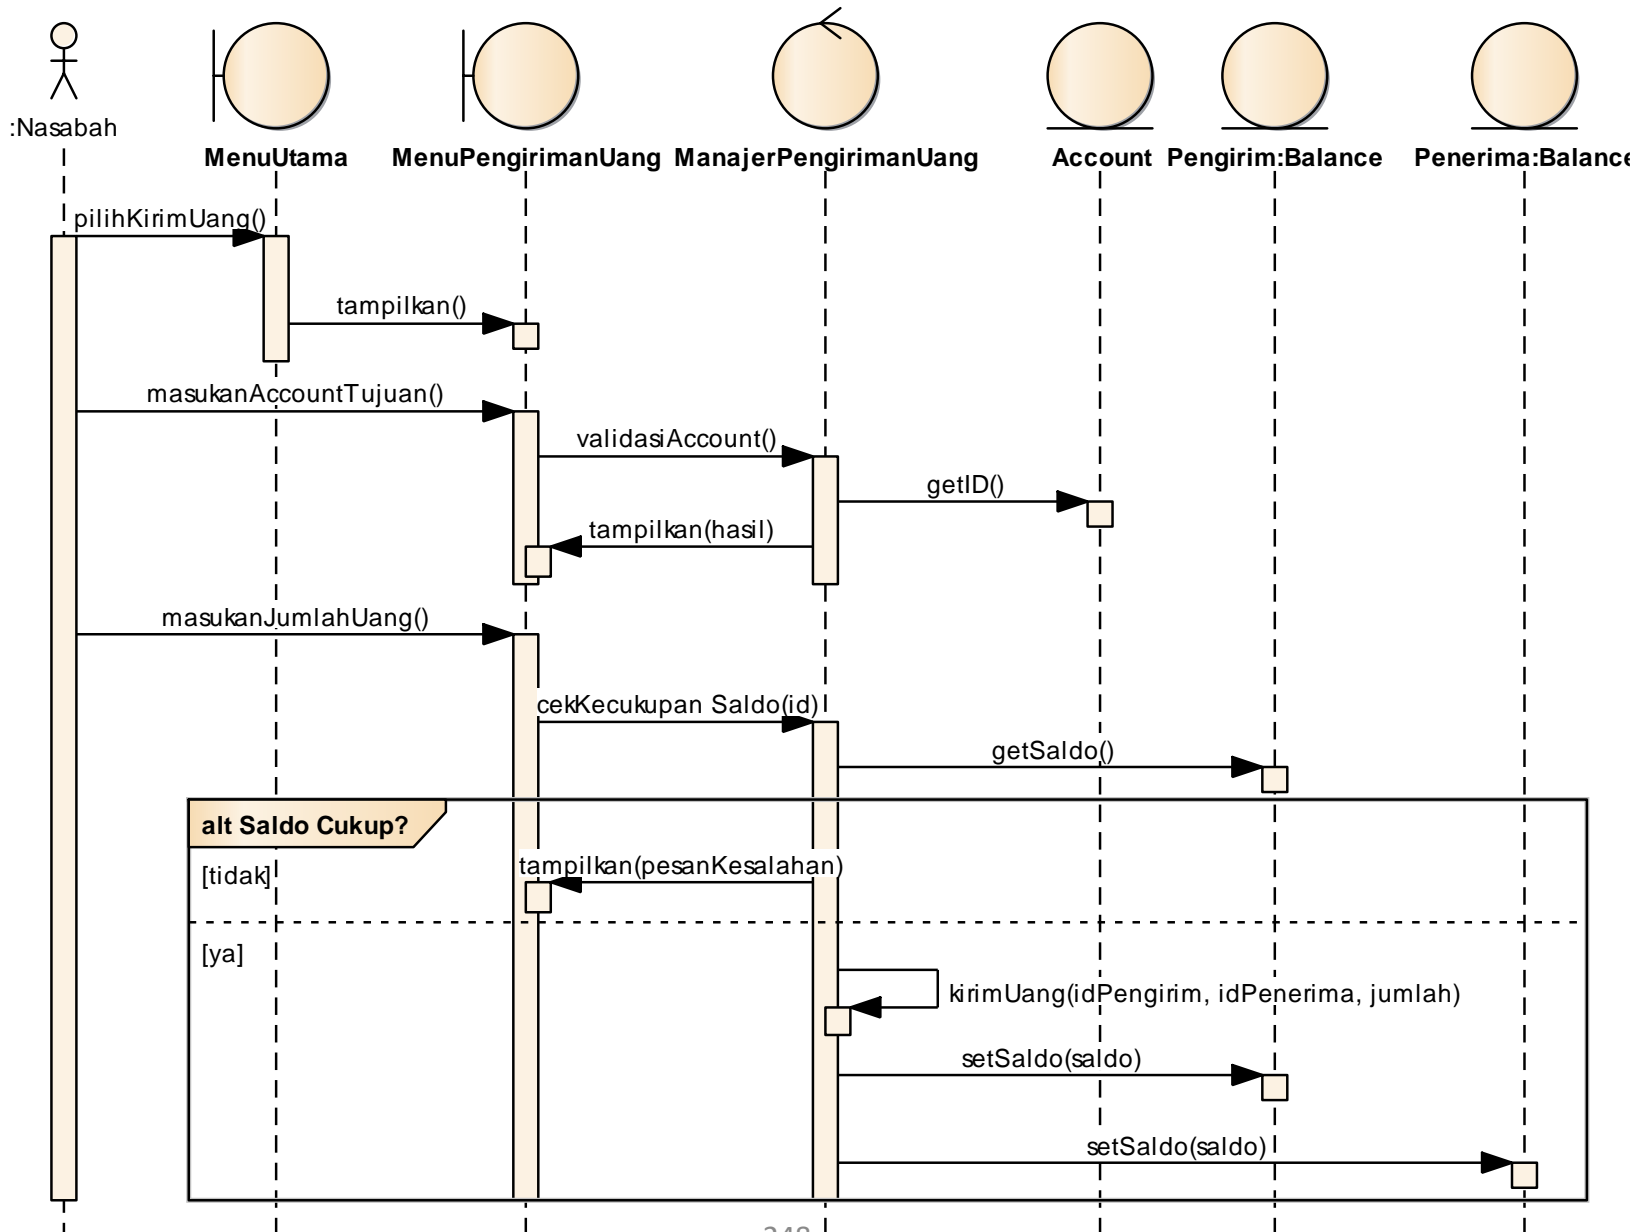 :Nasabah
MenuUtama
MenuPengirimanUang
ManajerPengirimanUang
Account
Pengirim:Balance
Penerima:Balance
pilihKirimUang()
tampilkan()
masukanAccountTujuan()
validasiAccount()
getID()
tampilkan(hasil)
masukanJumlahUang()
cekKecukupan Saldo(id)
getSaldo()
alt Saldo Cukup?
tampilkan(pesanKesalahan)
[tidak]
[ya]
kirimUang(idPengirim, idPenerima, jumlah)
setSaldo(saldo)
setSaldo(saldo)